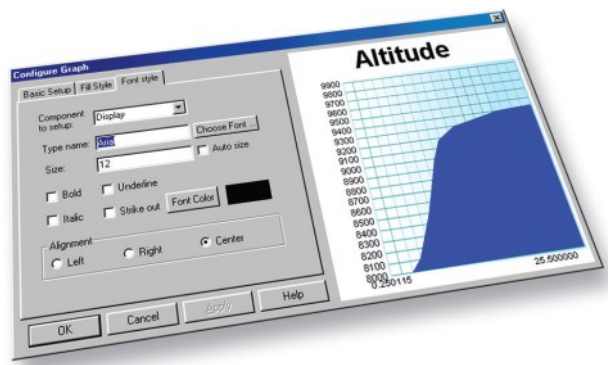 Configure Graph
Basic Setup
Fill Style
Font style
Component
to setup:
Display
Type name:
Arial
Choose Font...
Size:
12
Auto size
Bold
Underline
Italic
Strike out
Font Color
Alignment
Left
Right
Center
OK
Cancel
Apply
Help
Altitude
9900
9800
9700
9600
9500
9400
9300
9200
9100
9000
8900
8800
8700
8600
8500
8400
8300
8200
8100
8000
0.250115
25.500000